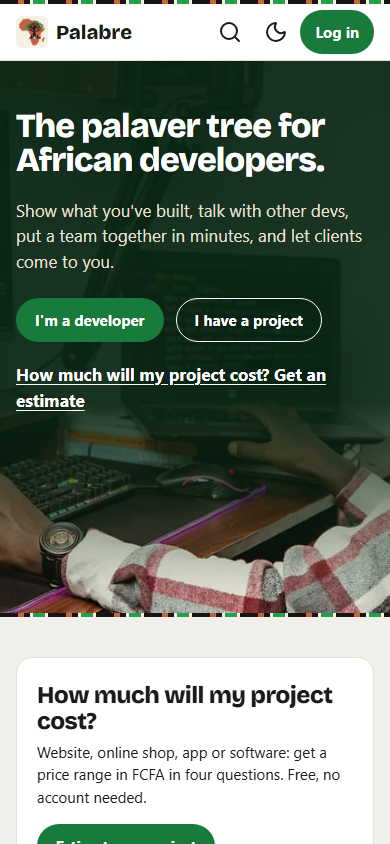 Palabre
Log in
The palaver tree for
African developers.
Show what you've built, talk with other devs,
put a team together in minutes, and let clients
come to you.
I'm a developer
I have a project
How much will my project cost? Get an
estimate
How much will my project
cost?
Website, online shop, app or software: get a
price range in FCFA in four questions. Free, no
account needed.